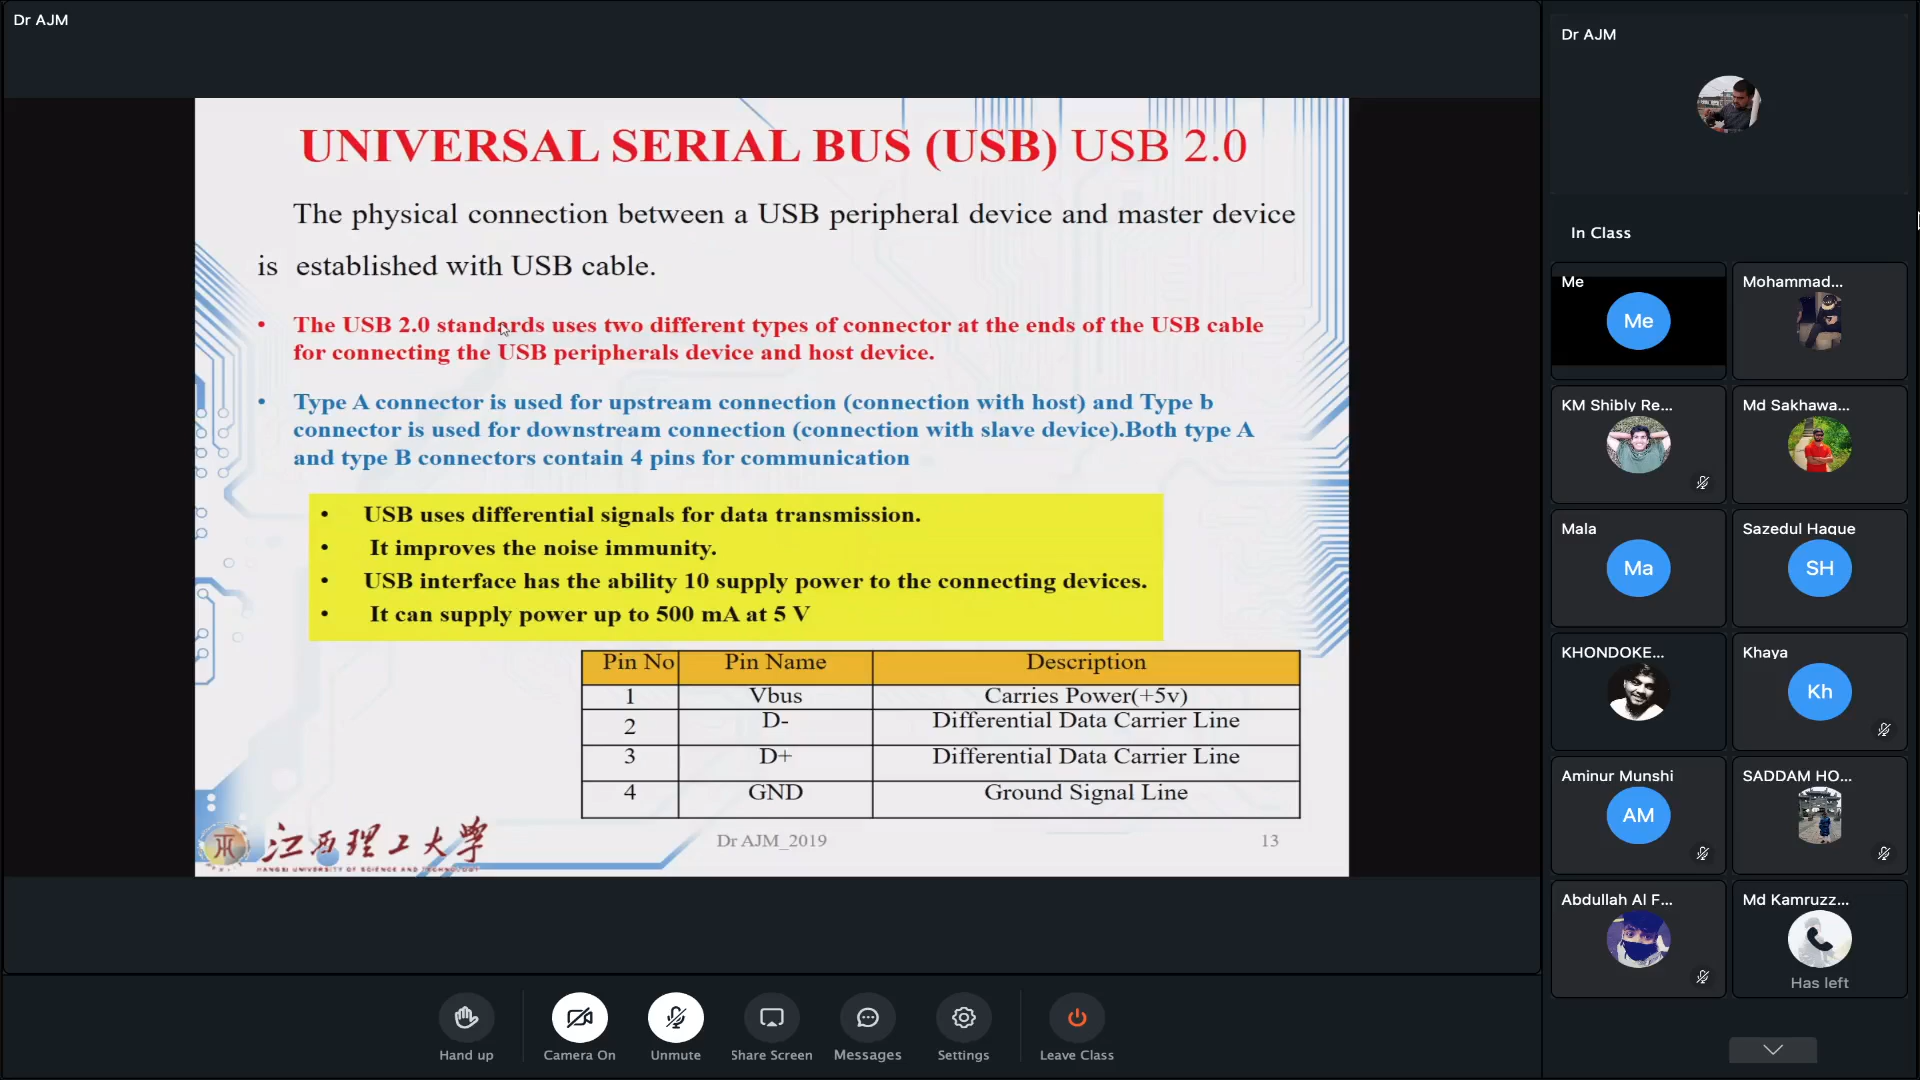 Dr AJM
UNIVERSAL SERIAL BUS (USB) USB 2.0
The physical connection between a USB peripheral device and master device
is established with USB cable.
• The USB 2.0 standards uses two different types of connector at the ends of the USB cable
for connecting the USB peripherals device and host device.
• Type A connector is used for upstream connection (connection with host) and Type b
connector is used for downstream connection (connection with slave device).Both type A
and type B connectors contain 4 pins for communication
• USB uses differential signals for data transmission.
• It improves the noise immunity.
• USB interface has the ability 10 supply power to the connecting devices.
• It can supply power up to 500 mA at 5 V
Pin No Pin Name Description
1 Vbus Carries Power(+5v)
2 D- Differential Data Carrier Line
3 D+ Differential Data Carrier Line
4 GND Ground Signal Line
江西理工大學
JIANGXI UNIVERSITY OF SCIENCE AND TECHNOLOGY
Dr AJM_2019
13
Dr AJM
In Class
Me
Me
Mohammad...
KM Shibly Re...
Md Sakhawa...
Mala
Ma
Sazedul Haque
SH
KHONDOKE...
Khaya
Kh
Aminur Munshi
AM
SADDAM HO...
Abdullah Al F...
Md Kamruzz...
Has left
Hand up
Camera On
Unmute
Share Screen
Messages
Settings
Leave Class